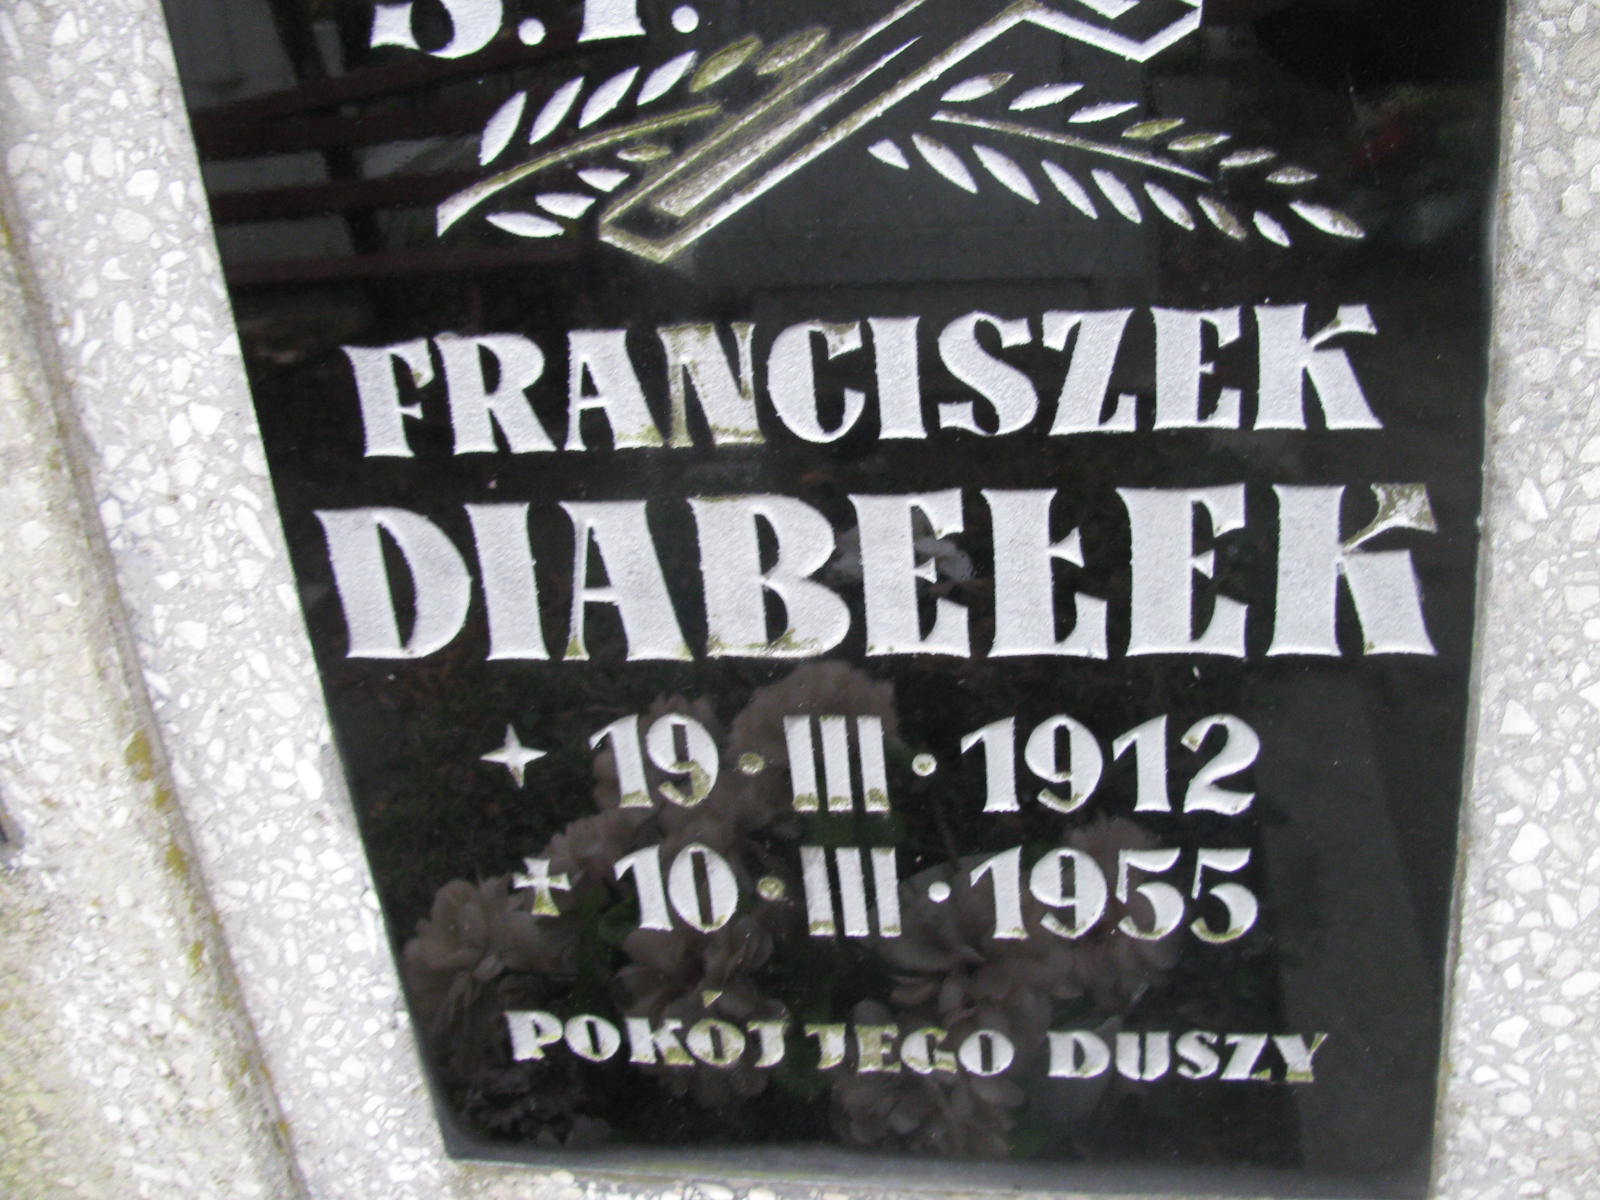 Ś.P.
FRANCISZEK
DIABEŁEK
19·III·1912
✝ 10·III·1955
POKÓJ JEGO DUSZY